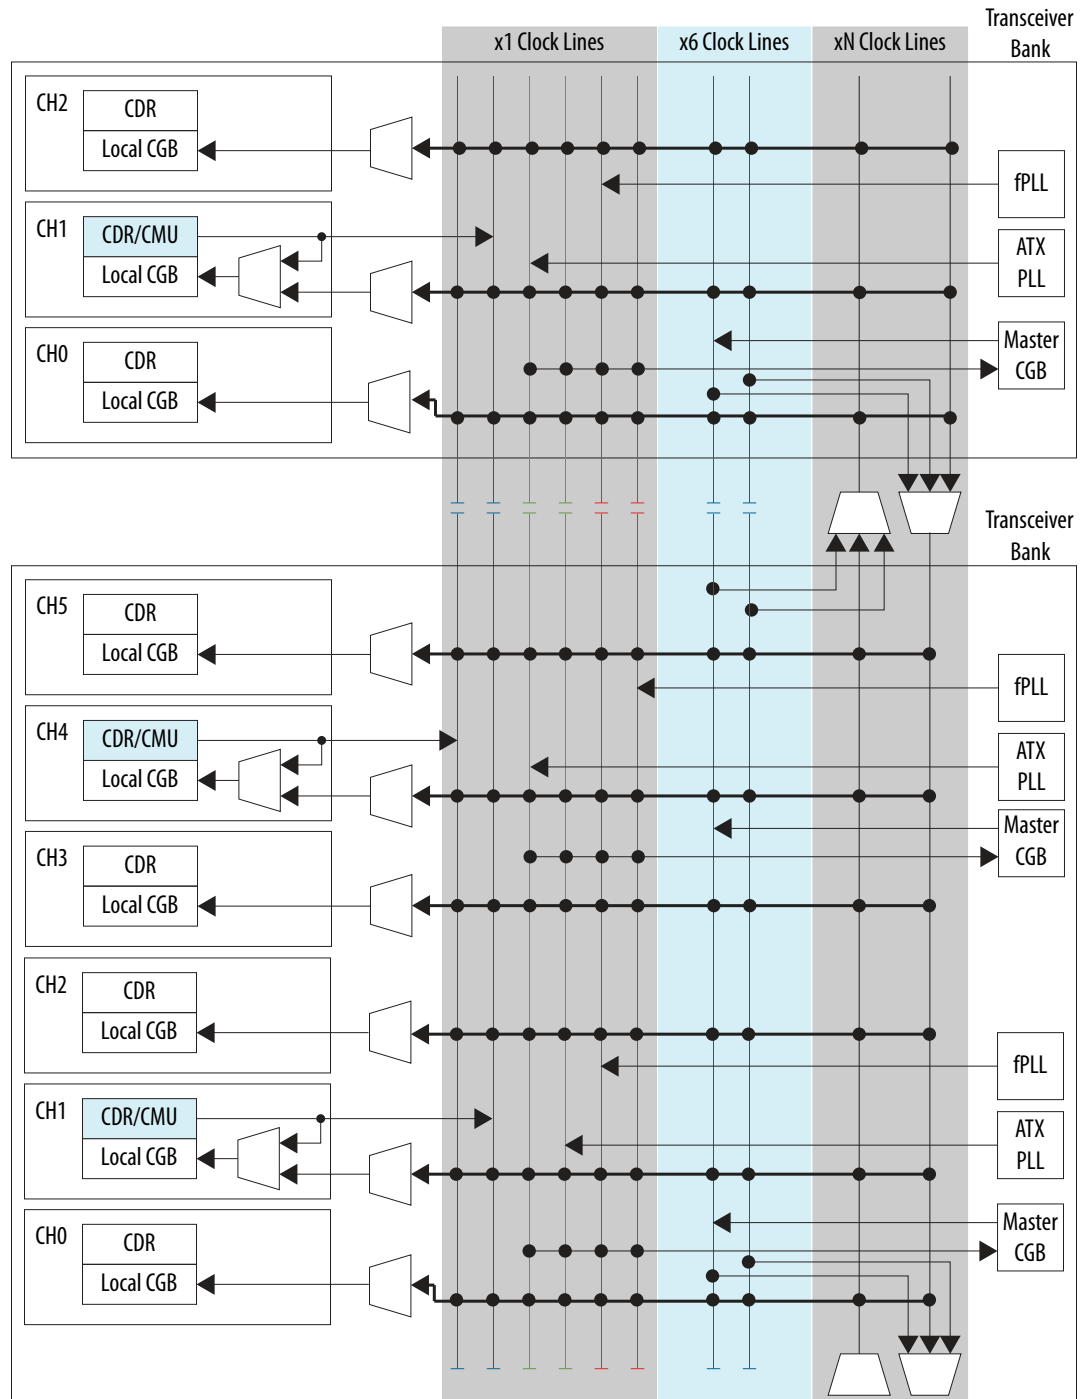 x1 Clock Lines
x6 Clock Lines
xN Clock Lines
Transceiver
Bank
CH2
CDR
Local CGB
fPLL
CH1
CDR/CMU
Local CGB
ATX
PLL
CH0
CDR
Local CGB
Master
CGB
Transceiver
Bank
CH5
CDR
Local CGB
fPLL
CH4
CDR/CMU
Local CGB
ATX
PLL
Master
CGB
CH3
CDR
Local CGB
CH2
CDR
Local CGB
fPLL
CH1
CDR/CMU
Local CGB
ATX
PLL
CH0
CDR
Local CGB
Master
CGB